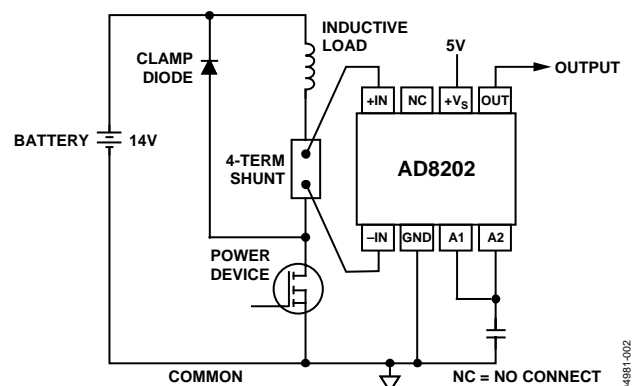 INDUCTIVE
LOAD
CLAMP
DIODE
5V
OUTPUT
+IN NC +VS OUT
BATTERY 14V
4-TERM
SHUNT
AD8202
–IN GND A1 A2
POWER
DEVICE
COMMON
NC = NO CONNECT
04981-002